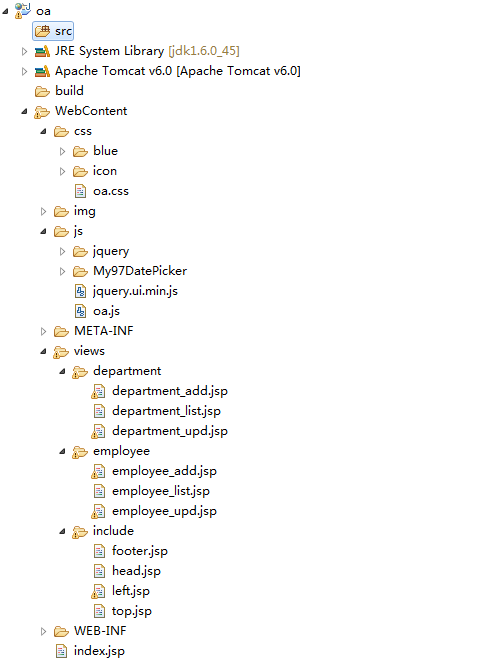 oa
src
JRE System Library [jdk1.6.0_45]
Apache Tomcat v6.0 [Apache Tomcat v6.0]
build
WebContent
css
blue
icon
oa.css
img
js
jquery
My97DatePicker
jquery.ui.min.js
oa.js
META-INF
views
department
department_add.jsp
department_list.jsp
department_upd.jsp
employee
employee_add.jsp
employee_list.jsp
employee_upd.jsp
include
footer.jsp
head.jsp
left.jsp
top.jsp
WEB-INF
index.jsp